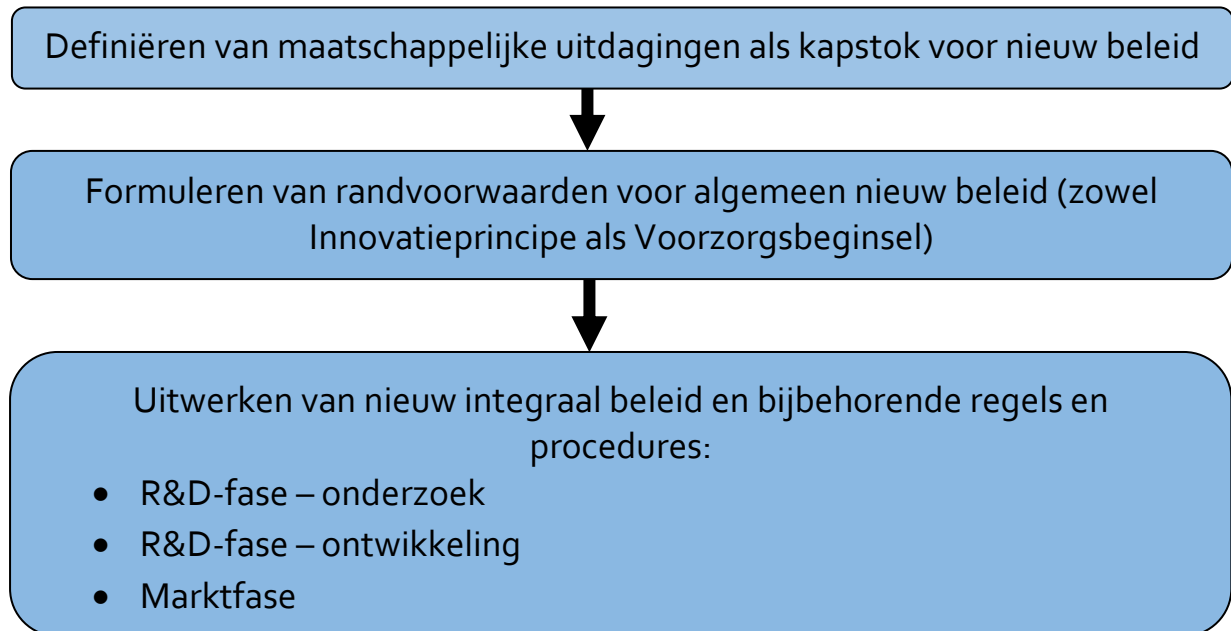 Definiëren van maatschappelijke uitdagingen als kapstok voor nieuw beleid
Formuleren van randvoorwaarden voor algemeen nieuw beleid (zowel
Innovatieprincipe als Voorzorgsbeginsel)
Uitwerken van nieuw integraal beleid en bijbehorende regels en
procedures:
• R&D-fase – onderzoek
• R&D-fase – ontwikkeling
• Marktfase